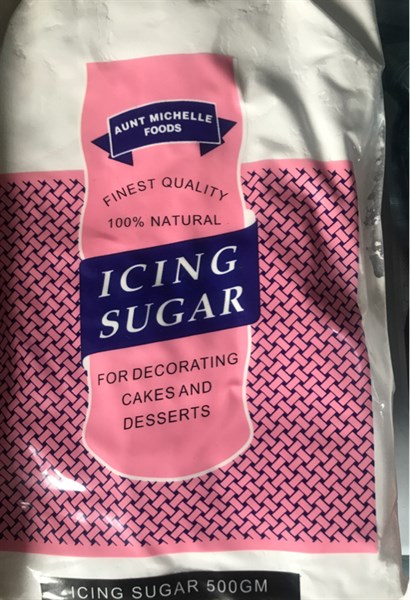 AUNT MICHELLE
FOODS
FINEST QUALITY
100% NATURAL
ICING
SUGAR
FOR DECORATING
CAKES AND
DESSERTS
ICING SUGAR 500GM